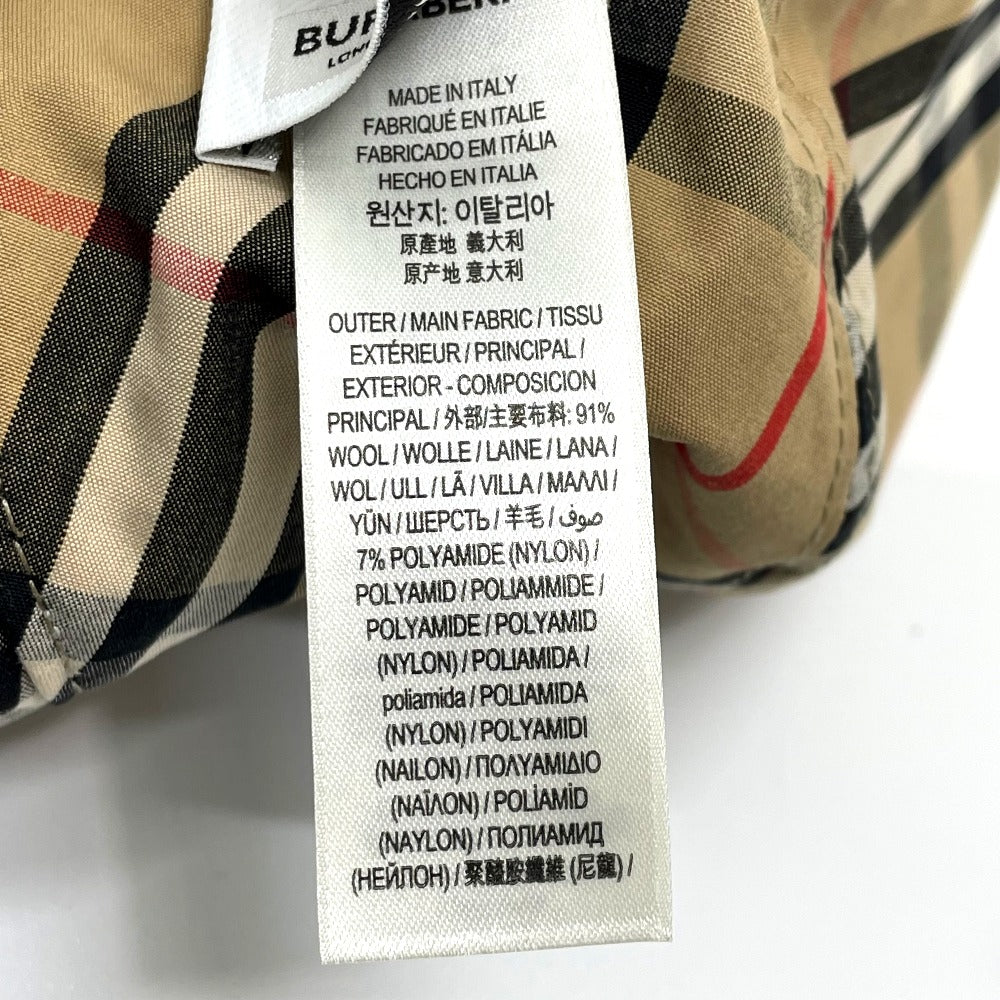 BURBERRY
MADE IN ITALY
FABRIQUÉ EN ITALIE
FABRICADO EM ITÁLIA
HECHO EN ITALIA
원산지: 이탈리아
原產地 義大利
原产地 意大利
OUTER / MAIN FABRIC / TISSU
EXTÉRIEUR / PRINCIPAL /
EXTERIOR - COMPOSICION
PRINCIPAL / 外部/主要布料: 91%
WOOL / WOLLE / LAINE / LANA /
WOL / ULL / LÃ / VILLA / ΜΑΛΛΙ /
YÜN / ШЕРСТЬ / 羊毛 / صوف
7% POLYAMIDE (NYLON) /
POLYAMID / POLIAMMIDE /
POLYAMIDE / POLYAMID
(NYLON) / POLIAMIDA /
poliamida / POLIAMIDA
(NYLON) / POLYAMIDI
(NAILON) / ΠΟΛΥΑΜΙΔΙΟ
(ΝΑΪΛΟΝ) / POLİAMİD
(NAYLON) / ПОЛИАМИД
(НЕЙЛОН) / 聚醯胺纖維 (尼龍) /